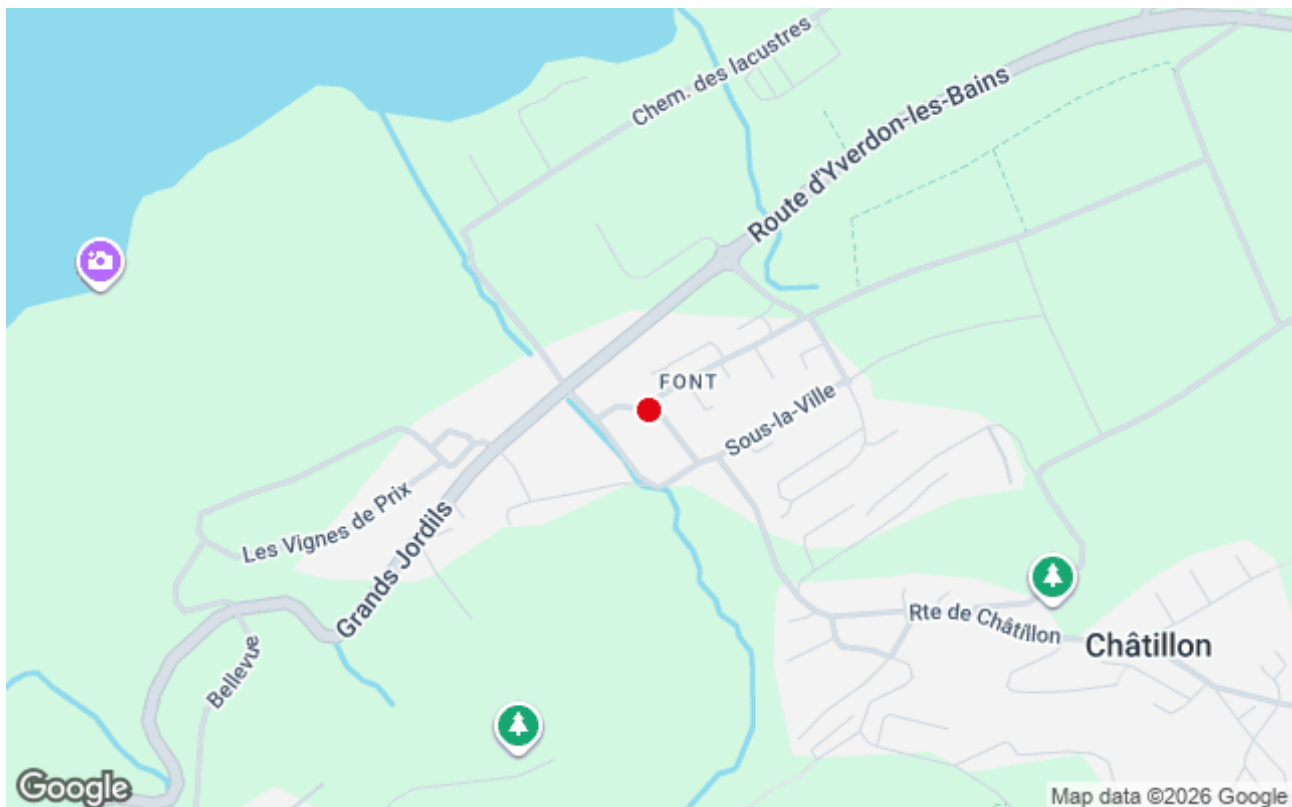 Chem. des lacustres
Route d'Yverdon-les-Bains
FONT
Sous-la-Ville
Les Vignes de Prix
Grands Jordils
Rte de Châtillon
Châtillon
Bellevue
Google
Map data ©2026 Google